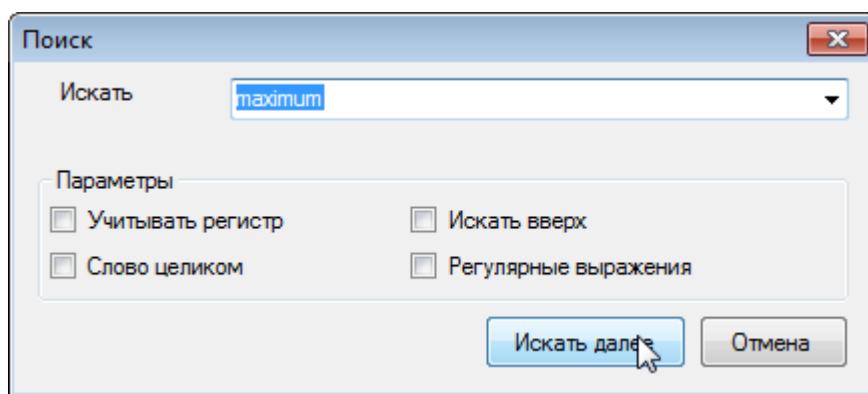 Поиск
Искать maximum
Параметры
Учитывать регистр Искать вверх
Слово целиком Регулярные выражения
Искать далее Отмена